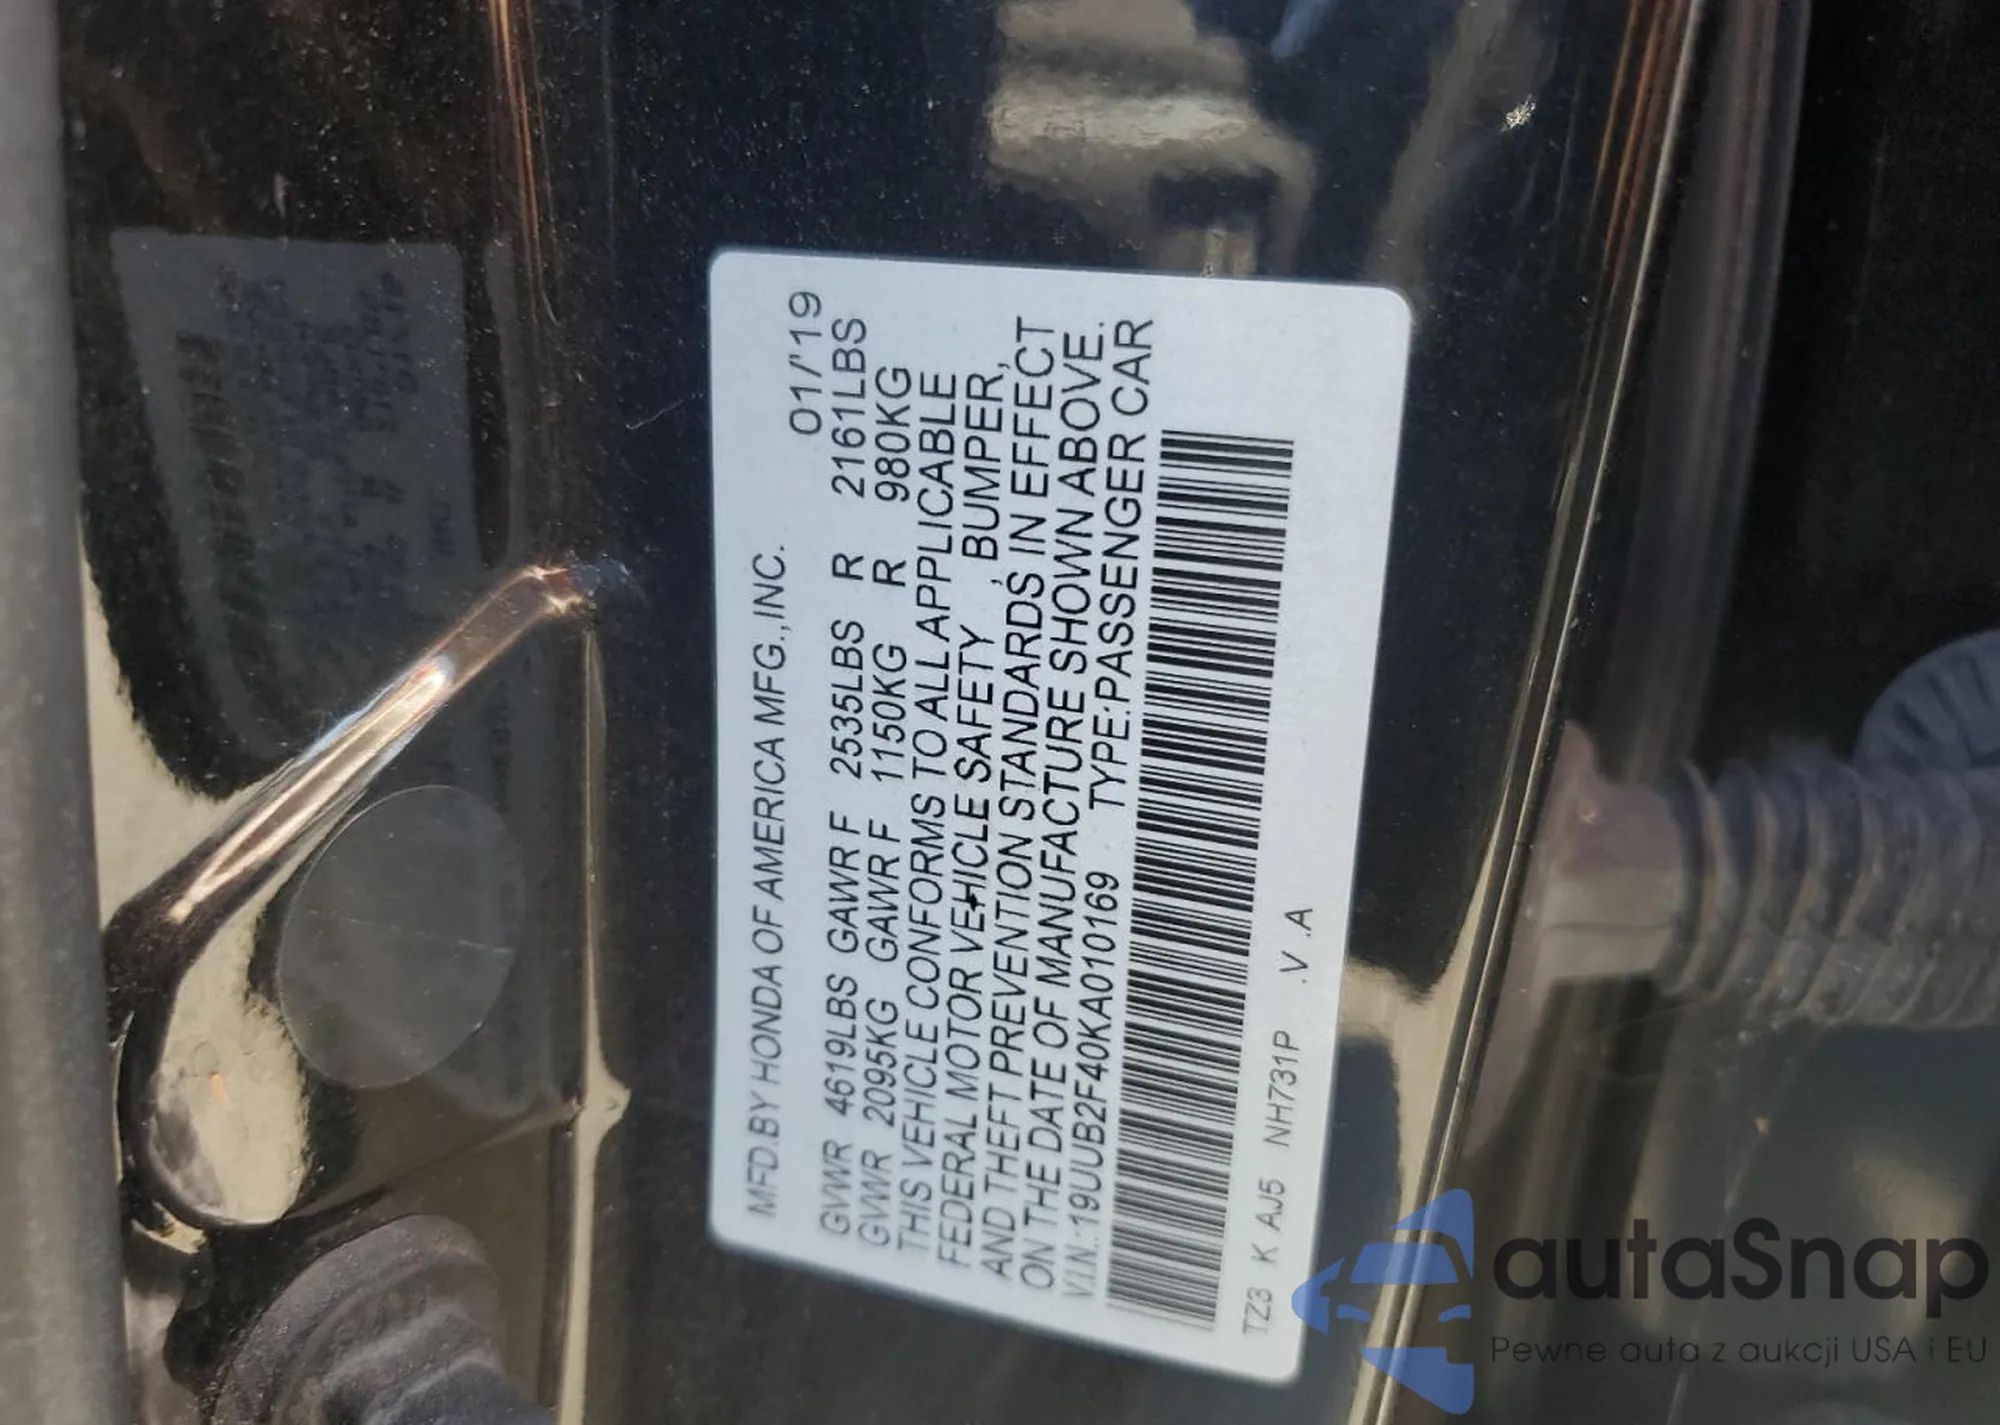 MFD.BY HONDA OF AMERICA MFG.,INC.
01/'19
GVWR 4619LBS GAWR F 2535LBS R 2161LBS
GVWR 2095KG GAWR F 1150KG R 980KG
THIS VEHICLE CONFORMS TO ALL APPLICABLE
FEDERAL MOTOR VEHICLE SAFETY , BUMPER,
AND THEFT PREVENTION STANDARDS IN EFFECT
ON THE DATE OF MANUFACTURE SHOWN ABOVE.
V.I.N.:19UUB2F40KA010169 TYPE:PASSENGER CAR
TZ3 K AJ5 NH731P .V .A
autaSnap
Pewne auta z aukcji USA i EU